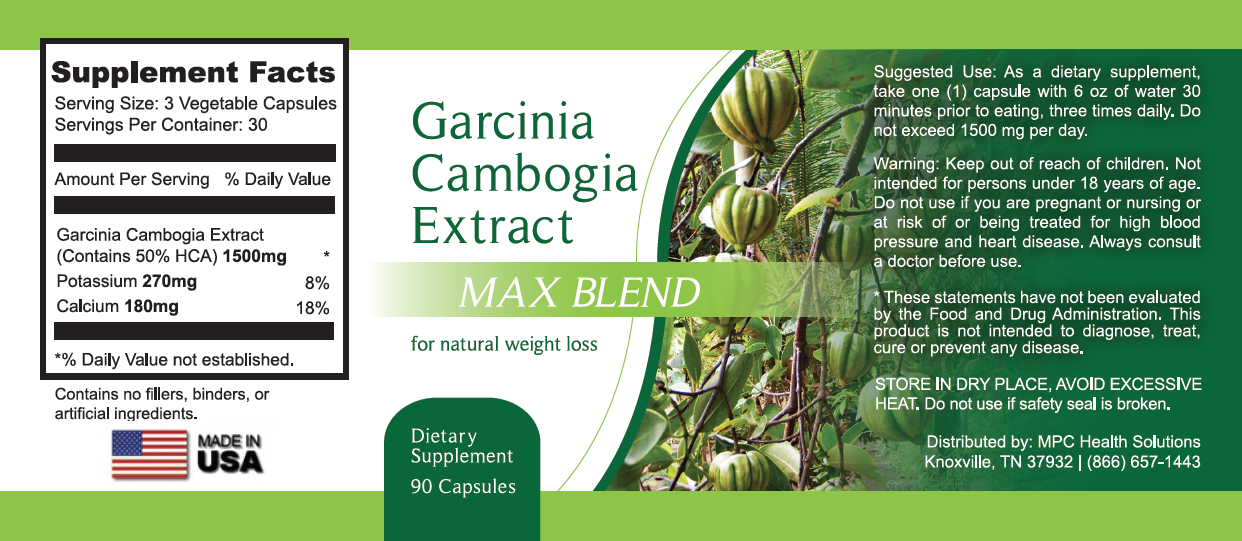 Supplement Facts
Serving Size: 3 Vegetable Capsules
Servings Per Container: 30
Amount Per Serving % Daily Value
Garcinia Cambogia Extract
(Contains 50% HCA) 1500mg *
Potassium 270mg 8%
Calcium 180mg 18%
*% Daily Value not established.
Contains no fillers, binders, or
artificial ingredients.
MADE IN
USA
Garcinia
Cambogia
Extract
MAX BLEND
for natural weight loss
Dietary
Supplement
90 Capsules
Suggested Use: As a dietary supplement,
take one (1) capsule with 6 oz of water 30
minutes prior to eating, three times daily. Do
not exceed 1500 mg per day.
Warning: Keep out of reach of children. Not
intended for persons under 18 years of age.
Do not use if you are pregnant or nursing or
at risk of or being treated for high blood
pressure and heart disease. Always consult
a doctor before use.
* These statements have not been evaluated
by the Food and Drug Administration. This
product is not intended to diagnose, treat,
cure or prevent any disease.
STORE IN DRY PLACE, AVOID EXCESSIVE
HEAT. Do not use if safety seal is broken.
Distributed by: MPC Health Solutions
Knoxville, TN 37932 | (866) 657-1443